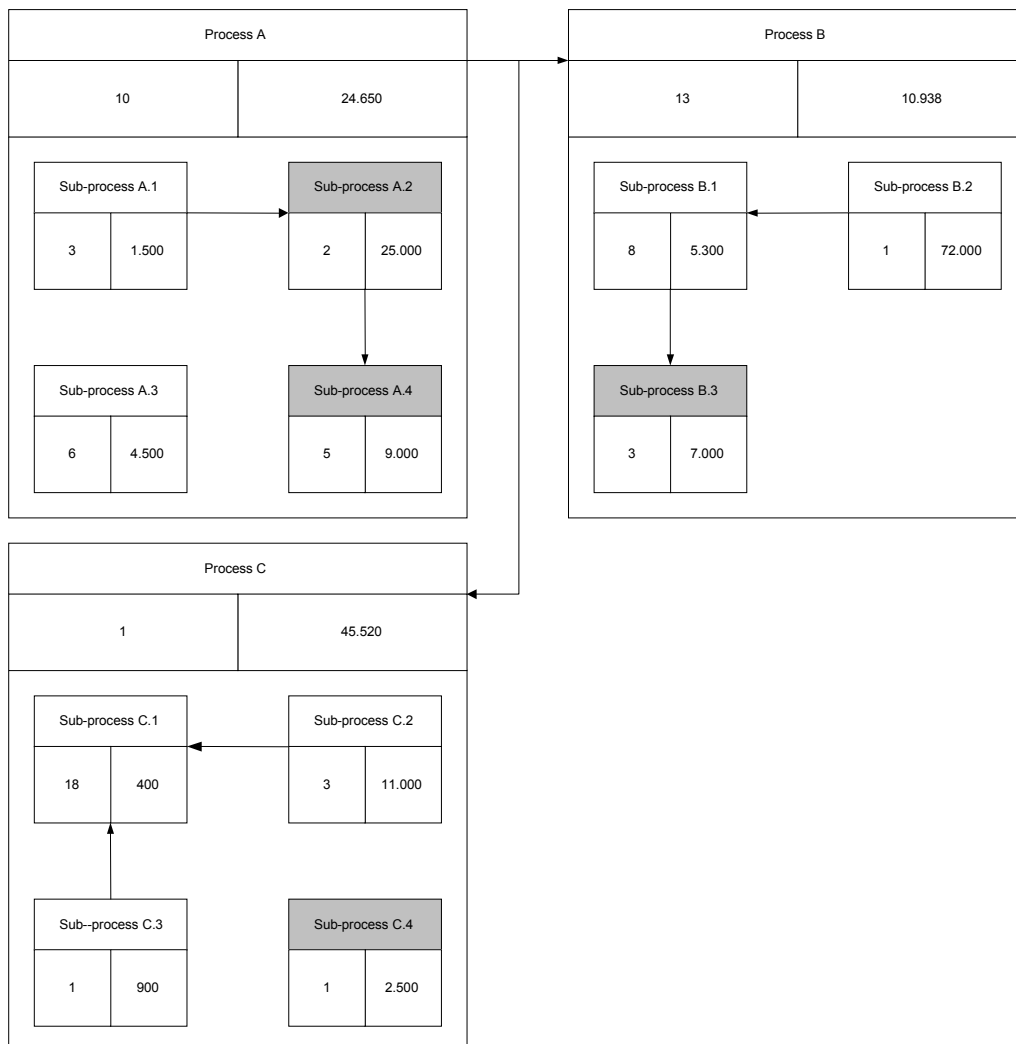 Process A
10
24.650
Sub-process A.1
3
1.500
Sub-process A.2
2
25.000
Sub-process A.3
6
4.500
Sub-process A.4
5
9.000
Process B
13
10.938
Sub-process B.1
8
5.300
Sub-process B.2
1
72.000
Sub-process B.3
3
7.000
Process C
1
45.520
Sub-process C.1
18
400
Sub-process C.2
3
11.000
Sub--process C.3
1
900
Sub-process C.4
1
2.500